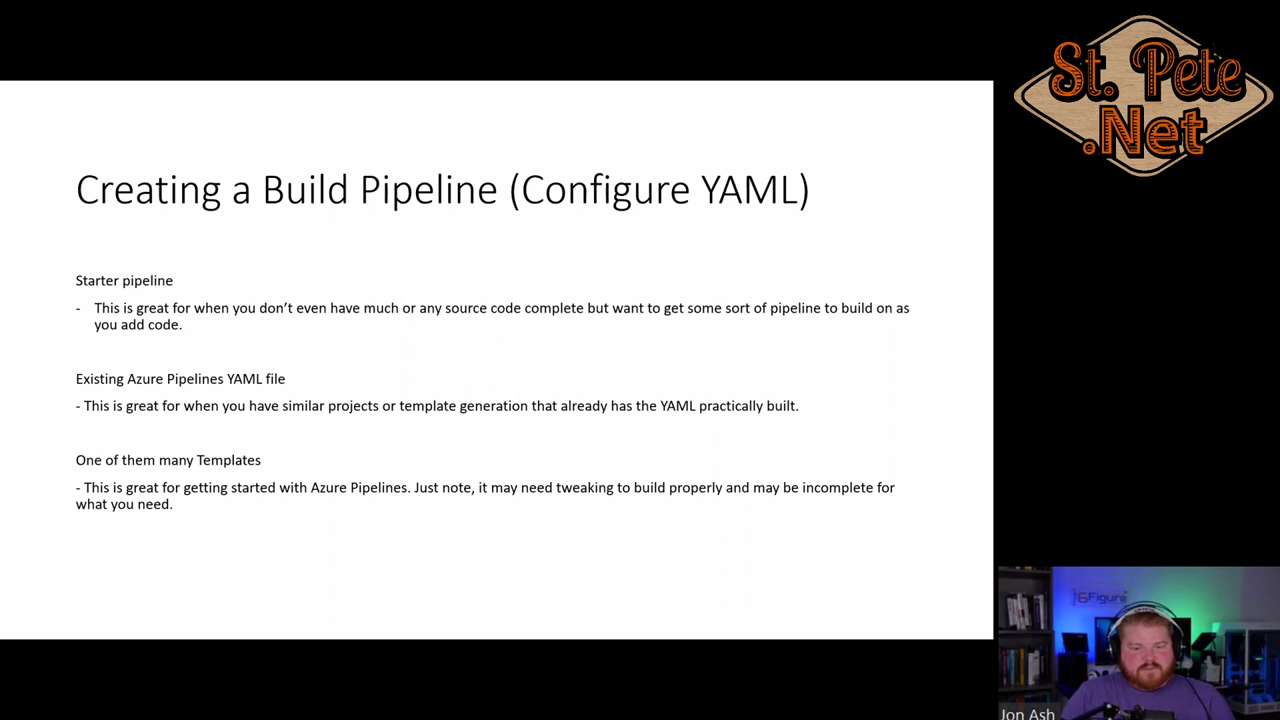 St. Pete
.Net
Creating a Build Pipeline (Configure YAML)
Starter pipeline
- This is great for when you don’t even have much or any source code complete but want to get some sort of pipeline to build on as
you add code.
Existing Azure Pipelines YAML file
- This is great for when you have similar projects or template generation that already has the YAML practically built.
One of them many Templates
- This is great for getting started with Azure Pipelines. Just note, it may need tweaking to build properly and may be incomplete for
what you need.
6Figure
Jon Ash